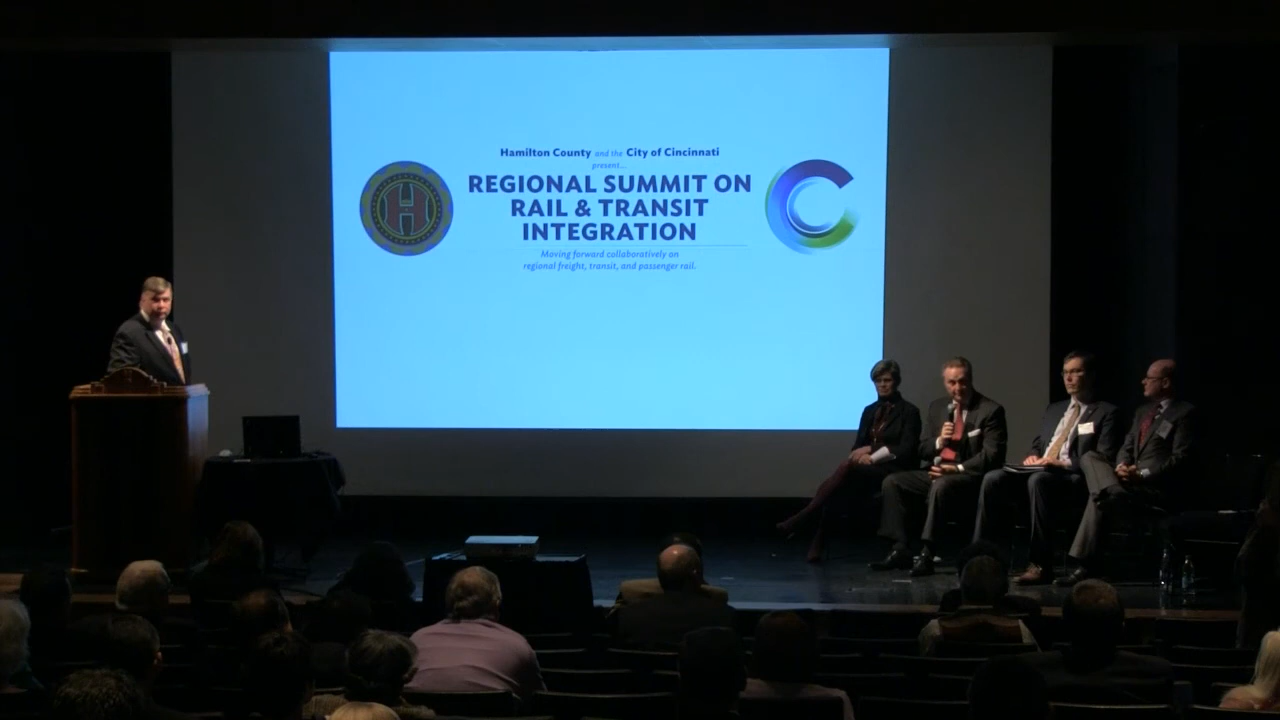 Hamilton County and the City of Cincinnati
present...
REGIONAL SUMMIT ON
RAIL & TRANSIT
INTEGRATION
Moving forward collaboratively on
regional freight, transit, and passenger rail.
H
C